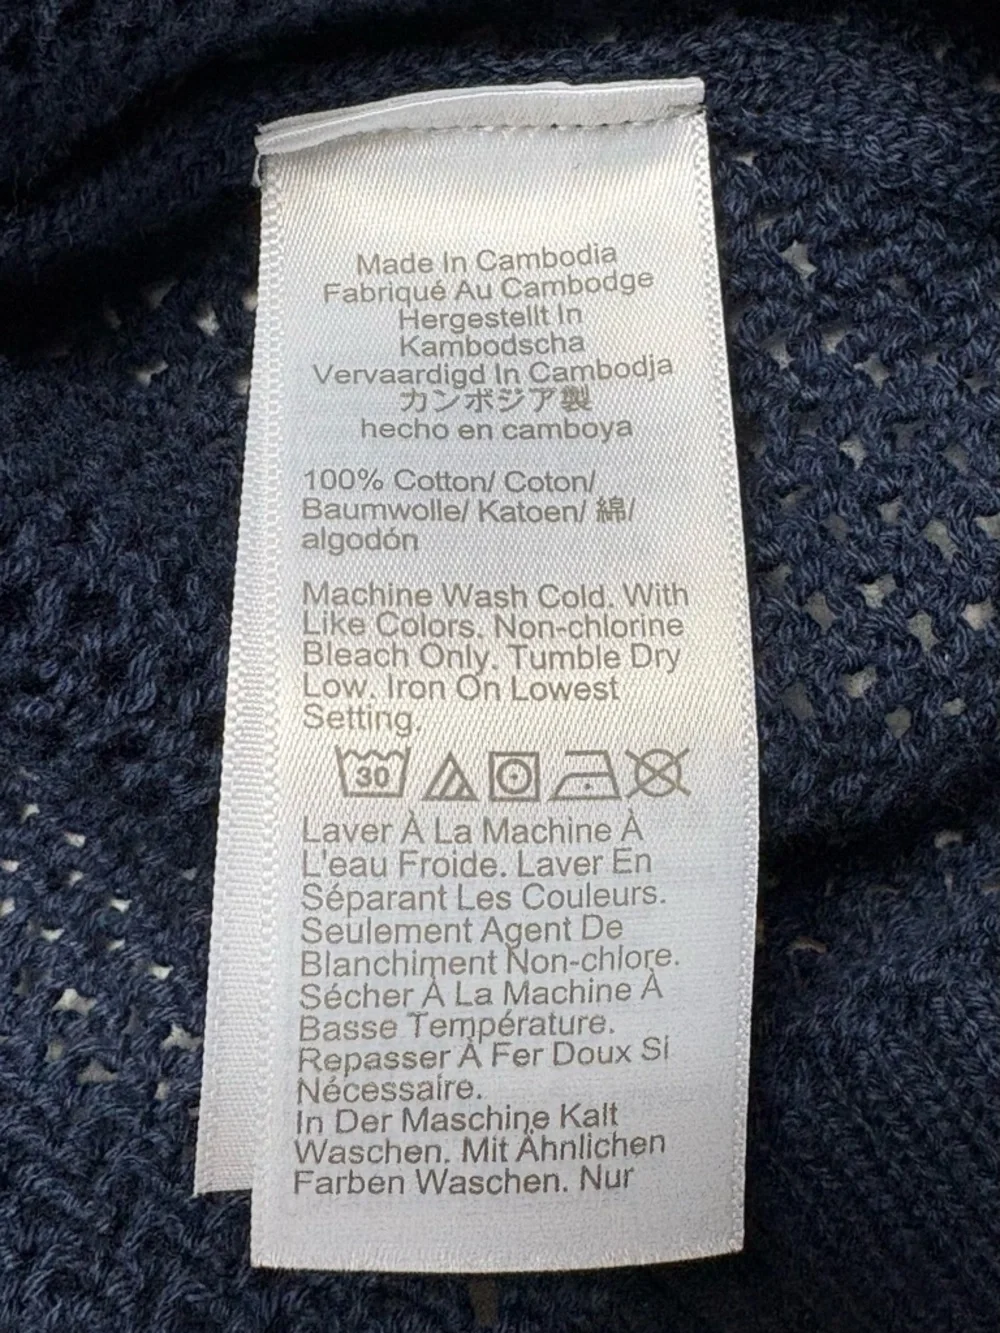 Made In Cambodia
Fabriqué Au Cambodge
Hergestellt In
Kambodscha
Vervaardigd In Cambodja
カンボジア製
hecho en camboya
100% Cotton/ Coton/
Baumwolle/ Katoen/ 綿/
algodón
Machine Wash Cold. With
Like Colors. Non-chlorine
Bleach Only. Tumble Dry
Low. Iron On Lowest
Setting.
30
Laver À La Machine À
L'eau Froide. Laver En
Séparant Les Couleurs.
Seulement Agent De
Blanchiment Non-chlore.
Sécher À La Machine À
Basse Température.
Repasser À Fer Doux Si
Nécessaire.
In Der Maschine Kalt
Waschen. Mit Ähnlichen
Farben Waschen. Nur